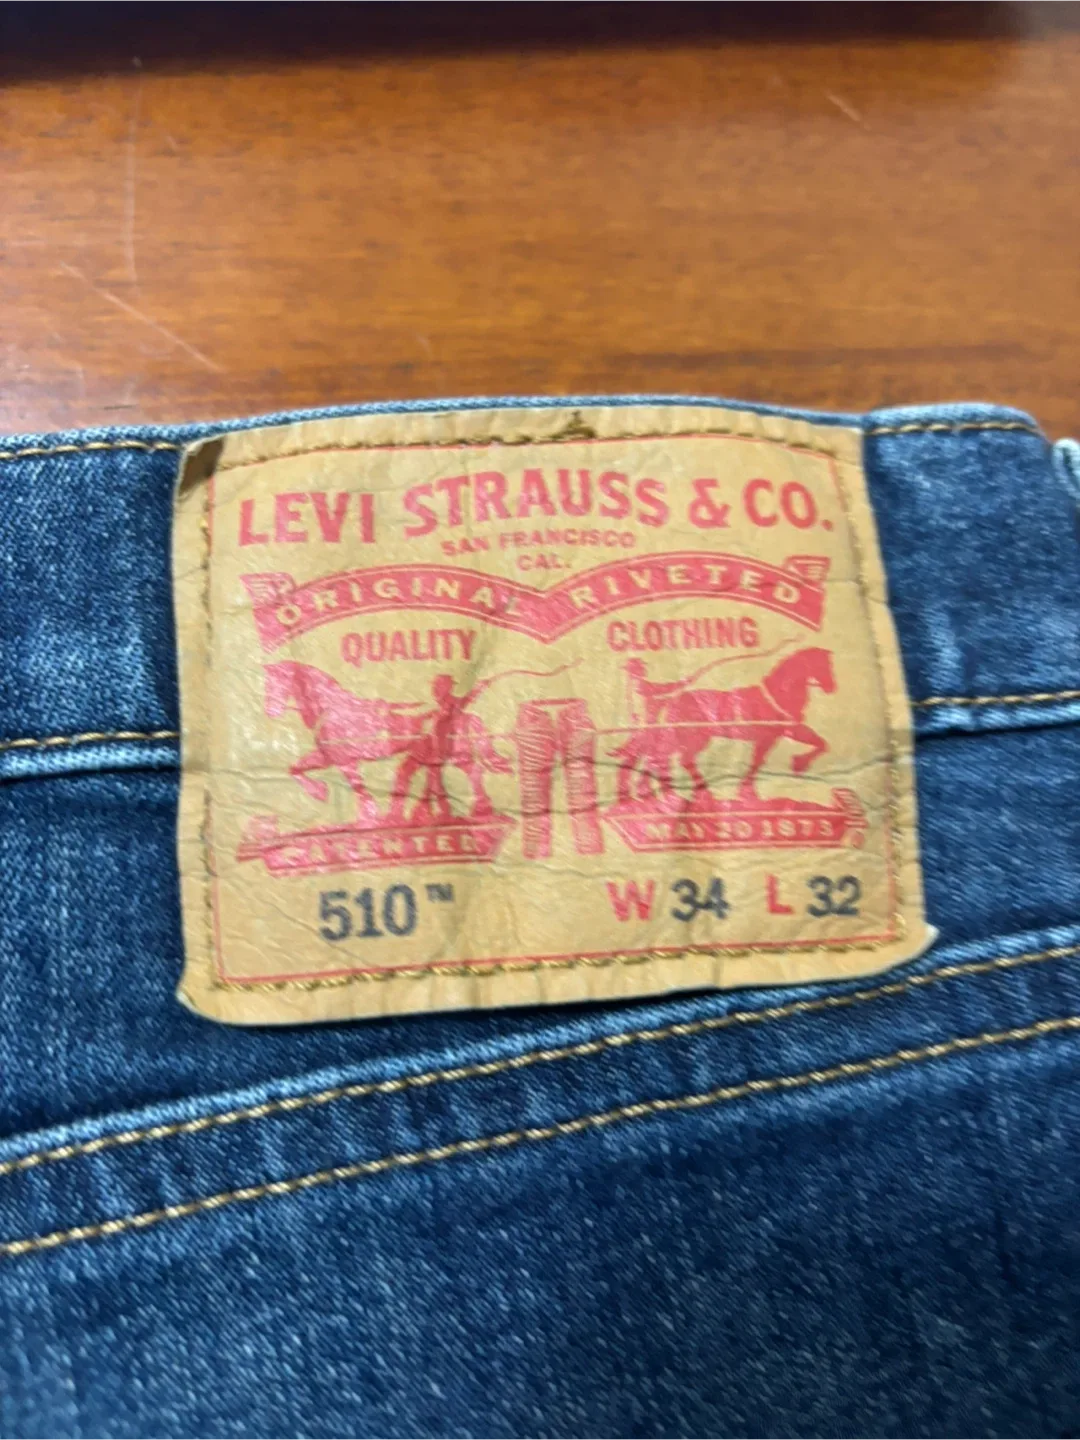 LEVI STRAUSS & CO.
SAN FRANCISCO
CAL.
ORIGINAL RIVETED
QUALITY CLOTHING
PATENTED MAY 20 1873
510™ W 34 L 32